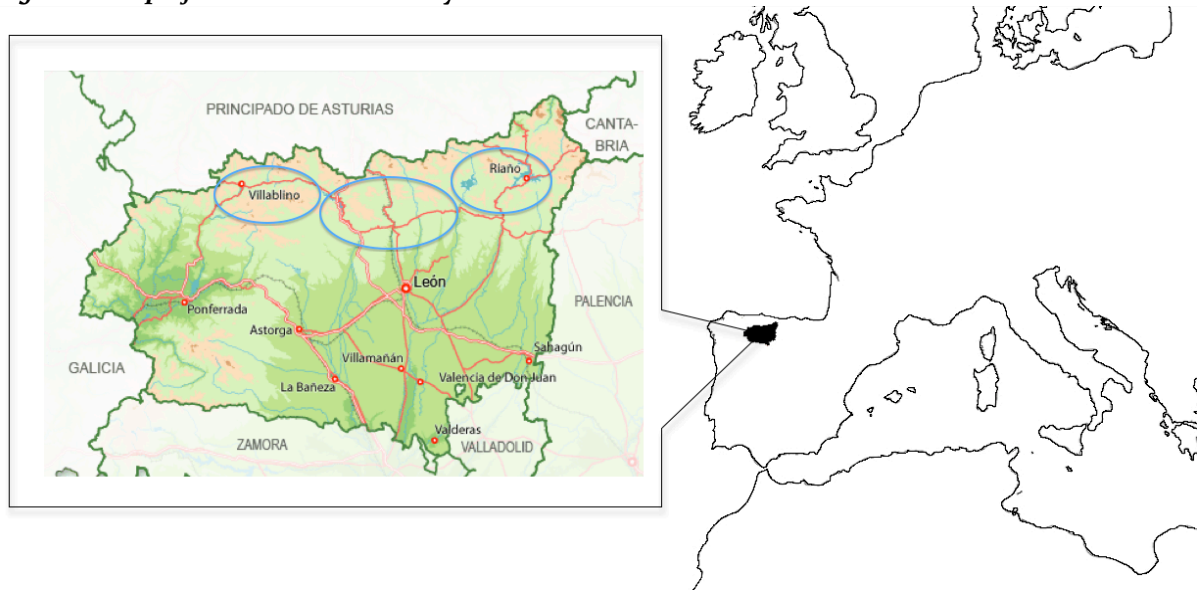 PRINCIPADO DE ASTURIAS
CANTA-
BRIA
Riaño
Villablino
León
PALENCIA
Ponferrada
Astorga
Sahagún
Villamañán
GALICIA
La Bañeza
Valencia de Don Juan
Valderas
ZAMORA
VALLADOLID